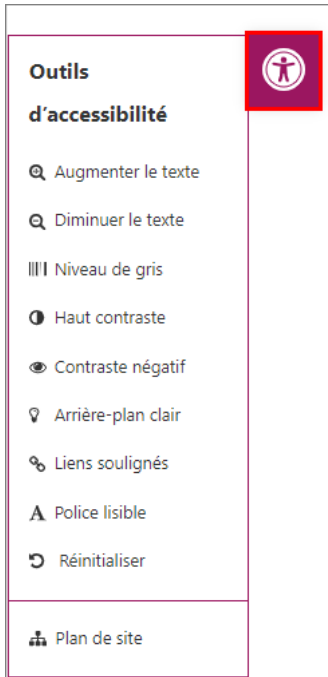 Outils
d’accessibilité
Augmenter le texte
Diminuer le texte
Niveau de gris
Haut contraste
Contraste négatif
Arrière-plan clair
Liens soulignés
Police lisible
Réinitialiser
Plan de site